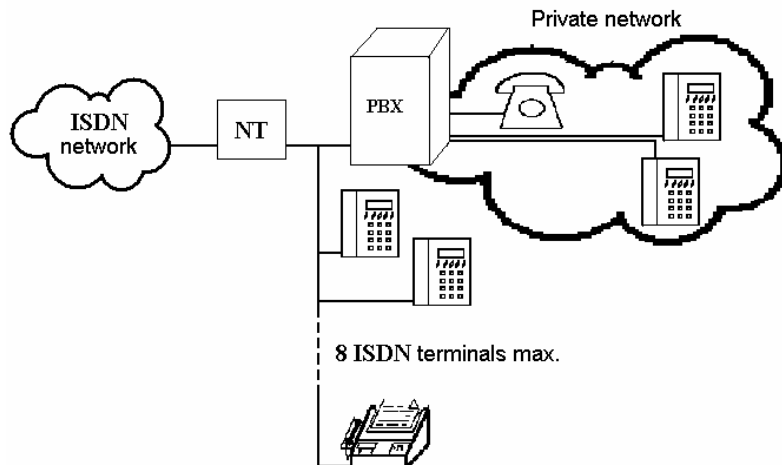 Private network
PBX
ISDN
network
NT
8 ISDN terminals max.